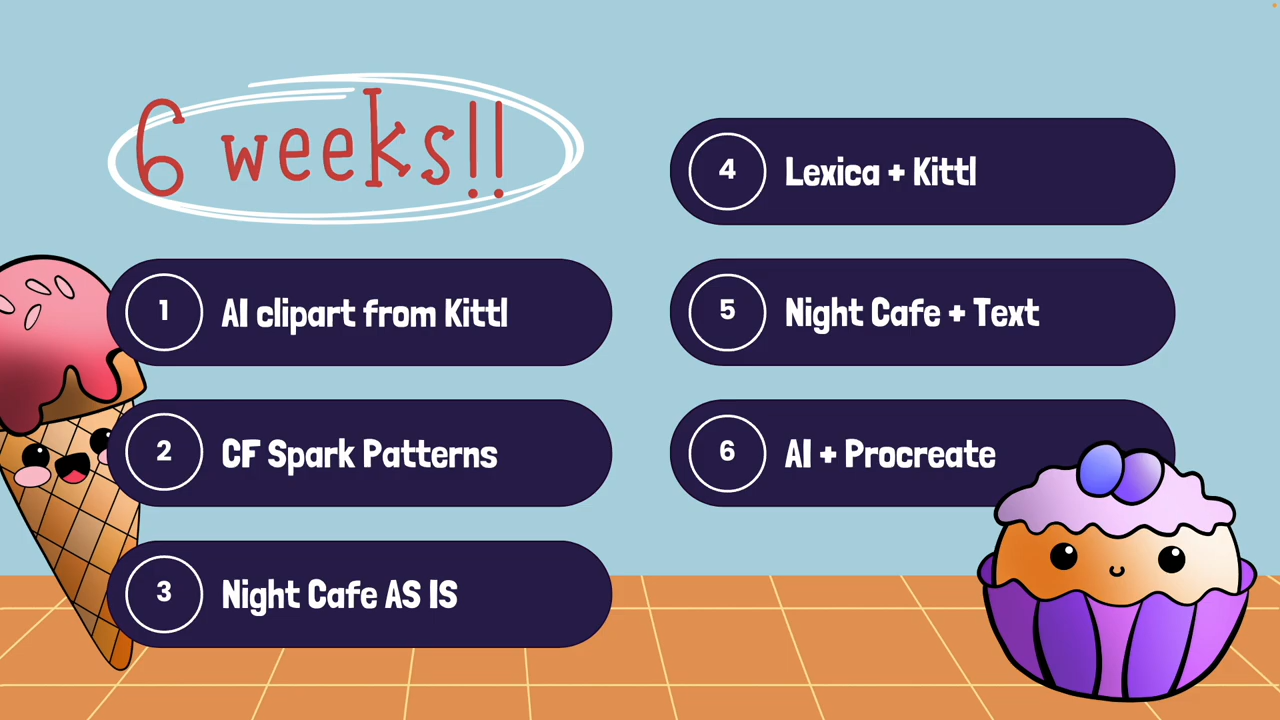 6 weeks!!
1 AI clipart from Kittl
2 CF Spark Patterns
3 Night Cafe AS IS
4 Lexica + Kittl
5 Night Cafe + Text
6 AI + Procreate